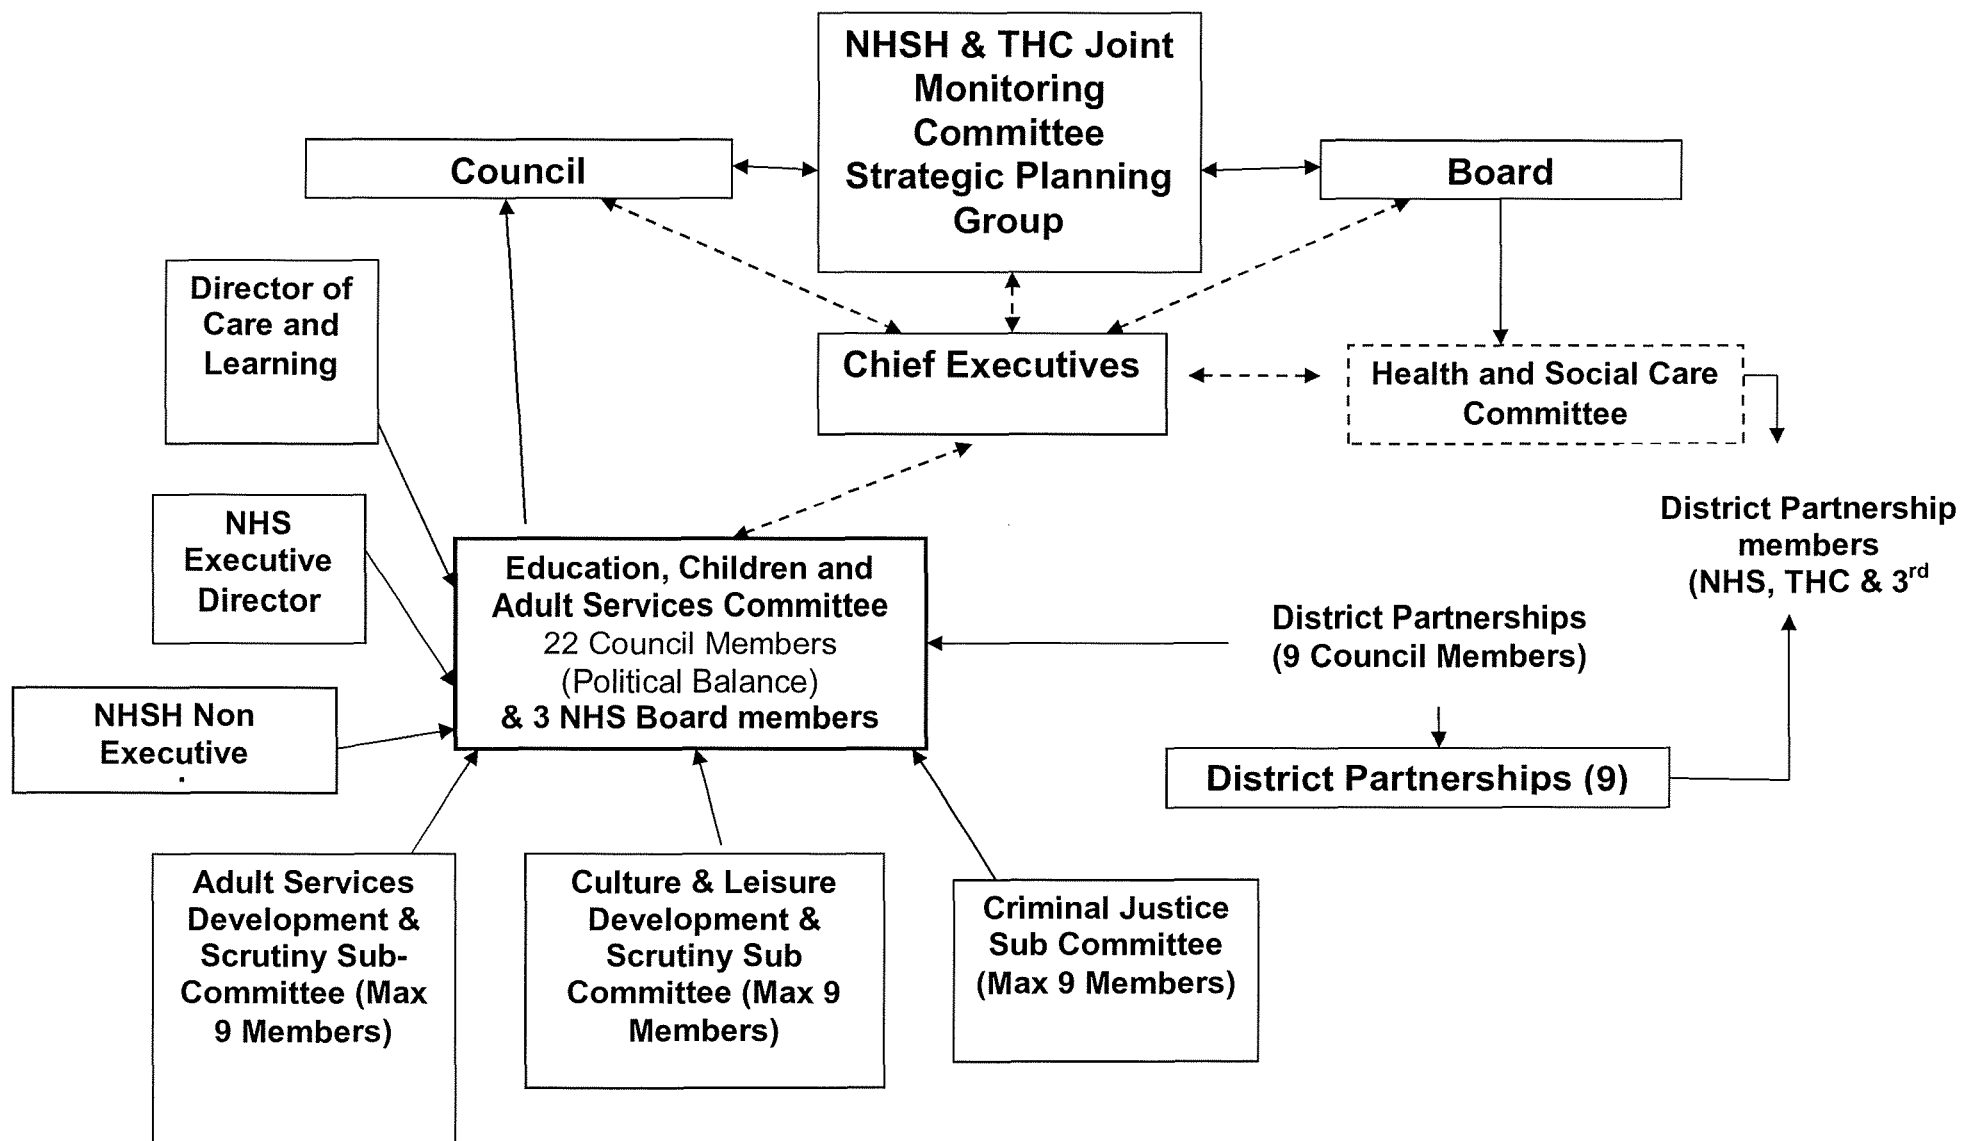 NHSH & THC Joint
Monitoring
Committee
Strategic Planning
Group
Council
Board
Director of
Care and
Learning
Chief Executives
Health and Social Care
Committee
NHS
Executive
Director
District Partnership
members
(NHS, THC & 3rd
Education, Children and
Adult Services Committee
22 Council Members
(Political Balance)
& 3 NHS Board members
District Partnerships
(9 Council Members)
NHSH Non
Executive
.
District Partnerships (9)
Adult Services
Development &
Scrutiny Sub-
Committee (Max
9 Members)
Culture & Leisure
Development &
Scrutiny Sub
Committee (Max 9
Members)
Criminal Justice
Sub Committee
(Max 9 Members)